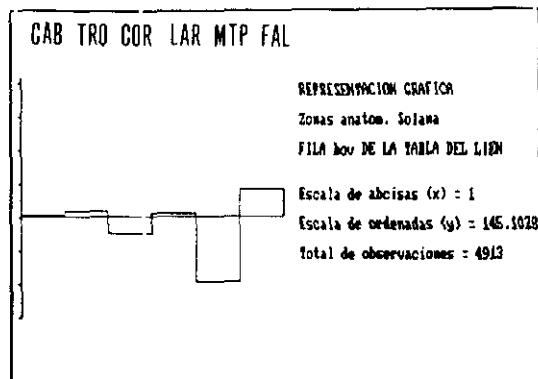 CAB TRO COR LAR MTP FAL
REPRESENTACION GRAFICA
Zonas anatom. Solana
FILA bov DE LA TABLA DEL LIEN
Escala de abcisas (x) = 1
Escala de ordenadas (y) = 145.1028
Total de observaciones = 4913